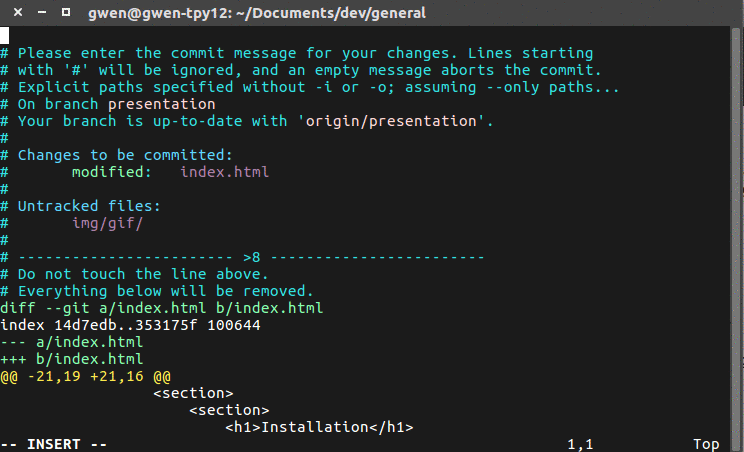 gwen@gwen-tpy12: ~/Documents/dev/general
# Please enter the commit message for your changes. Lines starting
# with '#' will be ignored, and an empty message aborts the commit.
# Explicit paths specified without -i or -o; assuming --only paths...
# On branch presentation
# Your branch is up-to-date with 'origin/presentation'.
#
# Changes to be committed:
#       modified:   index.html
#
# Untracked files:
#       img/gif/
#
# ------------------------ >8 ------------------------
# Do not touch the line above.
# Everything below will be removed.
diff --git a/index.html b/index.html
index 14d7edb..353175f 100644
--- a/index.html
+++ b/index.html
@@ -21,19 +21,16 @@
                 <section>
                     <section>
                         <h1>Installation</h1>
-- INSERT --                                                   1,1           Top